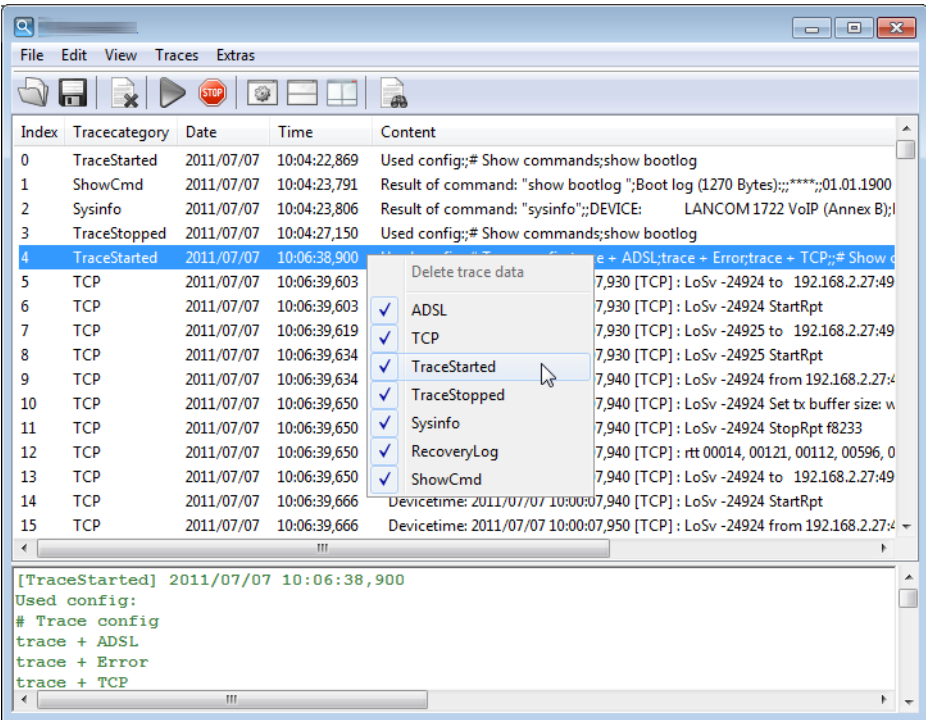 File Edit View Traces Extras
STOP
Index Tracecategory Date Time Content
0 TraceStarted 2011/07/07 10:04:22,869 Used config:;# Show commands;show bootlog
1 ShowCmd 2011/07/07 10:04:23,791 Result of command: "show bootlog ";Boot log (1270 Bytes):;;****;;01.01.1900
2 Sysinfo 2011/07/07 10:04:23,806 Result of command: "sysinfo";;DEVICE: LANCOM 1722 VoIP (Annex B);
3 TraceStopped 2011/07/07 10:04:27,150 Used config:;# Show commands;show bootlog
4 TraceStarted 2011/07/07 10:06:38,900 + ADSL;trace + Error;trace + TCP;;# Show
5 TCP 2011/07/07 10:06:39,603 7,930 [TCP] : LoSv -24924 to 192.168.2.27:49
6 TCP 2011/07/07 10:06:39,603 7,930 [TCP] : LoSv -24924 StartRpt
7 TCP 2011/07/07 10:06:39,619 7,930 [TCP] : LoSv -24925 to 192.168.2.27:49
8 TCP 2011/07/07 10:06:39,634 7,930 [TCP] : LoSv -24925 StartRpt
9 TCP 2011/07/07 10:06:39,634 7,940 [TCP] : LoSv -24924 from 192.168.2.27:4
10 TCP 2011/07/07 10:06:39,650 7,940 [TCP] : LoSv -24924 Set tx buffer size: w
11 TCP 2011/07/07 10:06:39,650 7,940 [TCP] : LoSv -24924 StopRpt f8233
12 TCP 2011/07/07 10:06:39,650 7,940 [TCP] : rtt 00014, 00121, 00112, 00596, 0
13 TCP 2011/07/07 10:06:39,650 7,940 [TCP] : LoSv -24924 to 192.168.2.27:49
14 TCP 2011/07/07 10:06:39,666 Devicetime: 2011/07/07 10:00:07,940 [TCP] : LoSv -24924 StartRpt
15 TCP 2011/07/07 10:06:39,666 Devicetime: 2011/07/07 10:00:07,950 [TCP] : LoSv -24924 from 192.168.2.27:4
Delete trace data
ADSL
TCP
TraceStarted
TraceStopped
Sysinfo
RecoveryLog
ShowCmd
[TraceStarted] 2011/07/07 10:06:38,900
Used config:
# Trace config
trace + ADSL
trace + Error
trace + TCP